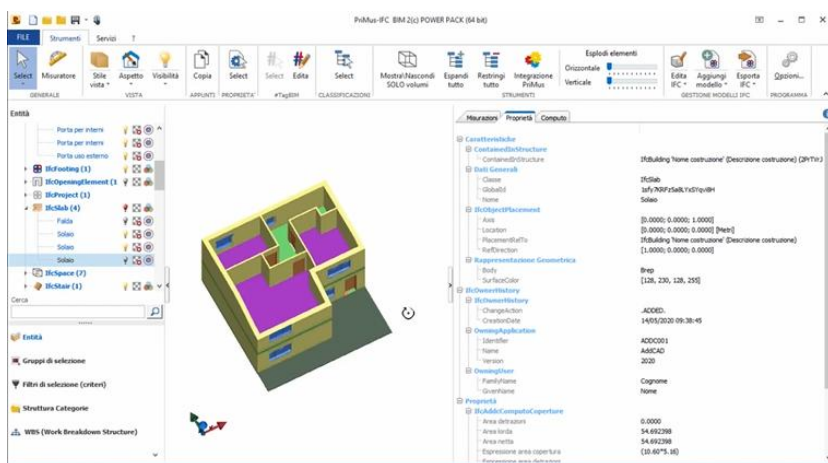 PriMus-IFC BIM 2(c) POWER PACK (64 bit)
FILE Strumenti Servizi ?
Select Misuratore Stile vista Aspetto Visibilità Copia Select Select Edita Select Mostra\Nascondi SOLO volumi Espandi tutto Restringi tutto Integrazione PriMus Esplodi elementi Orizzontale Verticale Edita IFC Aggiungi modello Esporta IFC Opzioni...
GENERALE VISTA APPUNTI PROPRIETA' #TagBIM CLASSIFICAZIONI STRUMENTI GESTIONE MODELLI IFC PROGRAMMA
Entità
Porta per interni
Porta per interni
Porta uso esterno
IfcFooting (1)
IfcOpeningElement (1
IfcProject (1)
IfcSlab (4)
Falda
Solaio
Solaio
Solaio
IfcSpace (7)
IfcStair (1)
Cerca
Entità
Gruppi di selezione
Filtri di selezione (criteri)
Struttura Categorie
WBS (Work Breakdown Structure)
Misurazioni Proprietà Computo
Caratteristiche
ContainedInStructure
ContainedInStructure IfcBuilding 'Nome costruzione' (Descrizione costruzione)
Dati Generali
Classe IfcSlab
GlobalId
Nome Solaio
IfcObjectPlacement
Axis [0.0000; 0.0000; 1.0000]
Location [0.0000; 0.0000; 0.0000] [Metri]
PlacementRelTo IfcBuilding 'Nome costruzione' (Descrizione costruzione)
RefDirection [1.0000; 0.0000; 0.0000]
Rappresentazione Geometrica
Body Brep
SurfaceColor [128, 230, 128, 255]
IfcOwnerHistory
IfcOwnerHistory
ChangeAction .ADDED.
CreationDate 14/05/2020 09:38:45
OwningApplication
Identifier ADDC001
Name AddCAD
Version 2020
OwningUser
FamilyName Cognome
GivenName Nome
Proprietà
IfcAddcComputoCoperture
Area detrazioni 0.0000
Area lorda 54.692398
Area netta 54.692398
Espressione area copertura (10.60*5.16)
Espressione area detrazioni